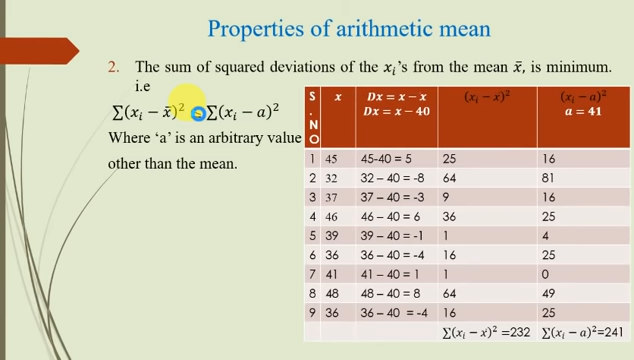 Properties of arithmetic mean
2. The sum of squared deviations of the xᵢ's from the mean x̄, is minimum.
i.e
∑(xᵢ − x̄)² ≤ ∑(xᵢ − a)²
Where 'a' is an arbitrary value
other than the mean.
S.NO x Dx = x − x Dx = x − 40 (xᵢ − x)² (xᵢ − a)² a = 41
1 45 45-40 = 5 25 16
2 32 32 – 40 = -8 64 81
3 37 37 – 40 = -3 9 16
4 46 46 – 40 = 6 36 25
5 39 39 – 40 = -1 1 4
6 36 36 – 40 = -4 16 25
7 41 41 – 40 = 1 1 0
8 48 48 – 40 = 8 64 49
9 36 36 – 40 = -4 16 25
∑(xᵢ − x)² =232 ∑(xᵢ − a)²=241